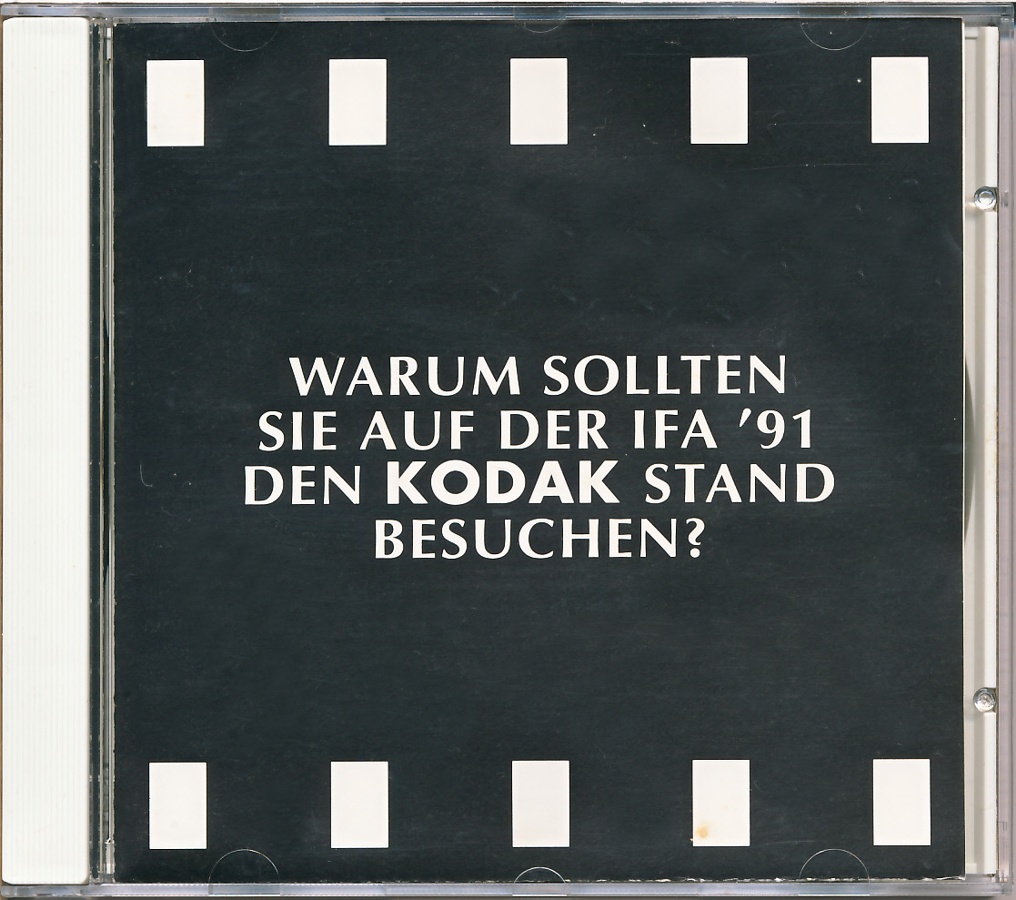 WARUM SOLLTEN
SIE AUF DER IFA ’91
DEN KODAK STAND
BESUCHEN?